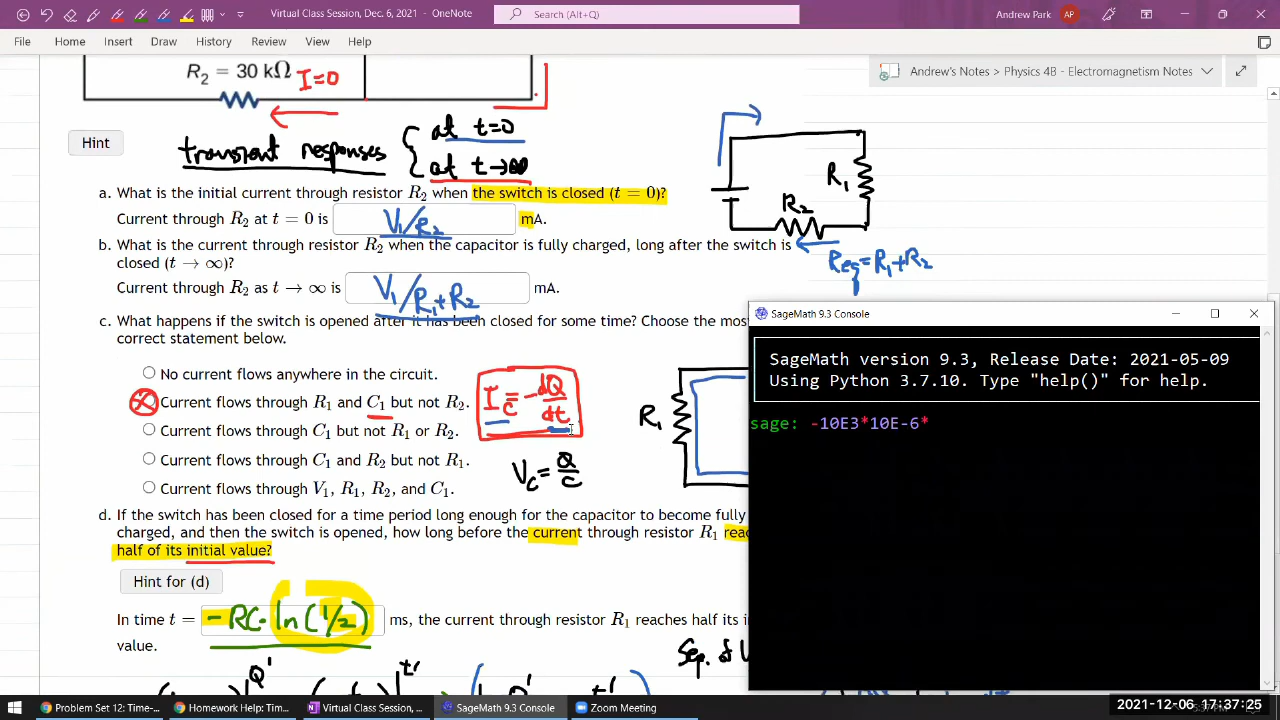 Virtual Class Session, Dec. 6, 2021 - OneNote
Search (Alt+Q)
Andrew Park AP
File Home Insert Draw History Review View Help
Andrew's Notes › Physics 4B - Electromagnetism Notes
R2 = 30 kΩ I=0
Hint
transient responses { at t=0
at t→∞
a. What is the initial current through resistor R2 when the switch is closed (t = 0)?
Current through R2 at t = 0 is V1/R2 mA.
b. What is the current through resistor R2 when the capacitor is fully charged, long after the switch is
closed (t → ∞)?
Current through R2 as t → ∞ is V1/R1+R2 mA.
R1
R2
Req=R1+R2
c. What happens if the switch is opened after it has been closed for some time? Choose the mos
correct statement below.
No current flows anywhere in the circuit.
Current flows through R1 and C1 but not R2.
Current flows through C1 but not R1 or R2.
Current flows through C1 and R2 but not R1.
Current flows through V1, R1, R2, and C1.
Ic = -dQ/dt
Vc = Q/C
R1
d. If the switch has been closed for a time period long enough for the capacitor to become fully
charged, and then the switch is opened, how long before the current through resistor R1 reac
half of its initial value?
Hint for (d)
In time t = -RC·ln(1/2) ms, the current through resistor R1 reaches half its i
value.
Sep. of V
Q' t' Q' t'
SageMath 9.3 Console
SageMath version 9.3, Release Date: 2021-05-09
Using Python 3.7.10. Type "help()" for help.
sage: -10E3*10E-6*
Problem Set 12: Time-...
Homework Help: Tim...
Virtual Class Session, ...
SageMath 9.3 Console
Zoom Meeting
2021-12-06 17:37:25